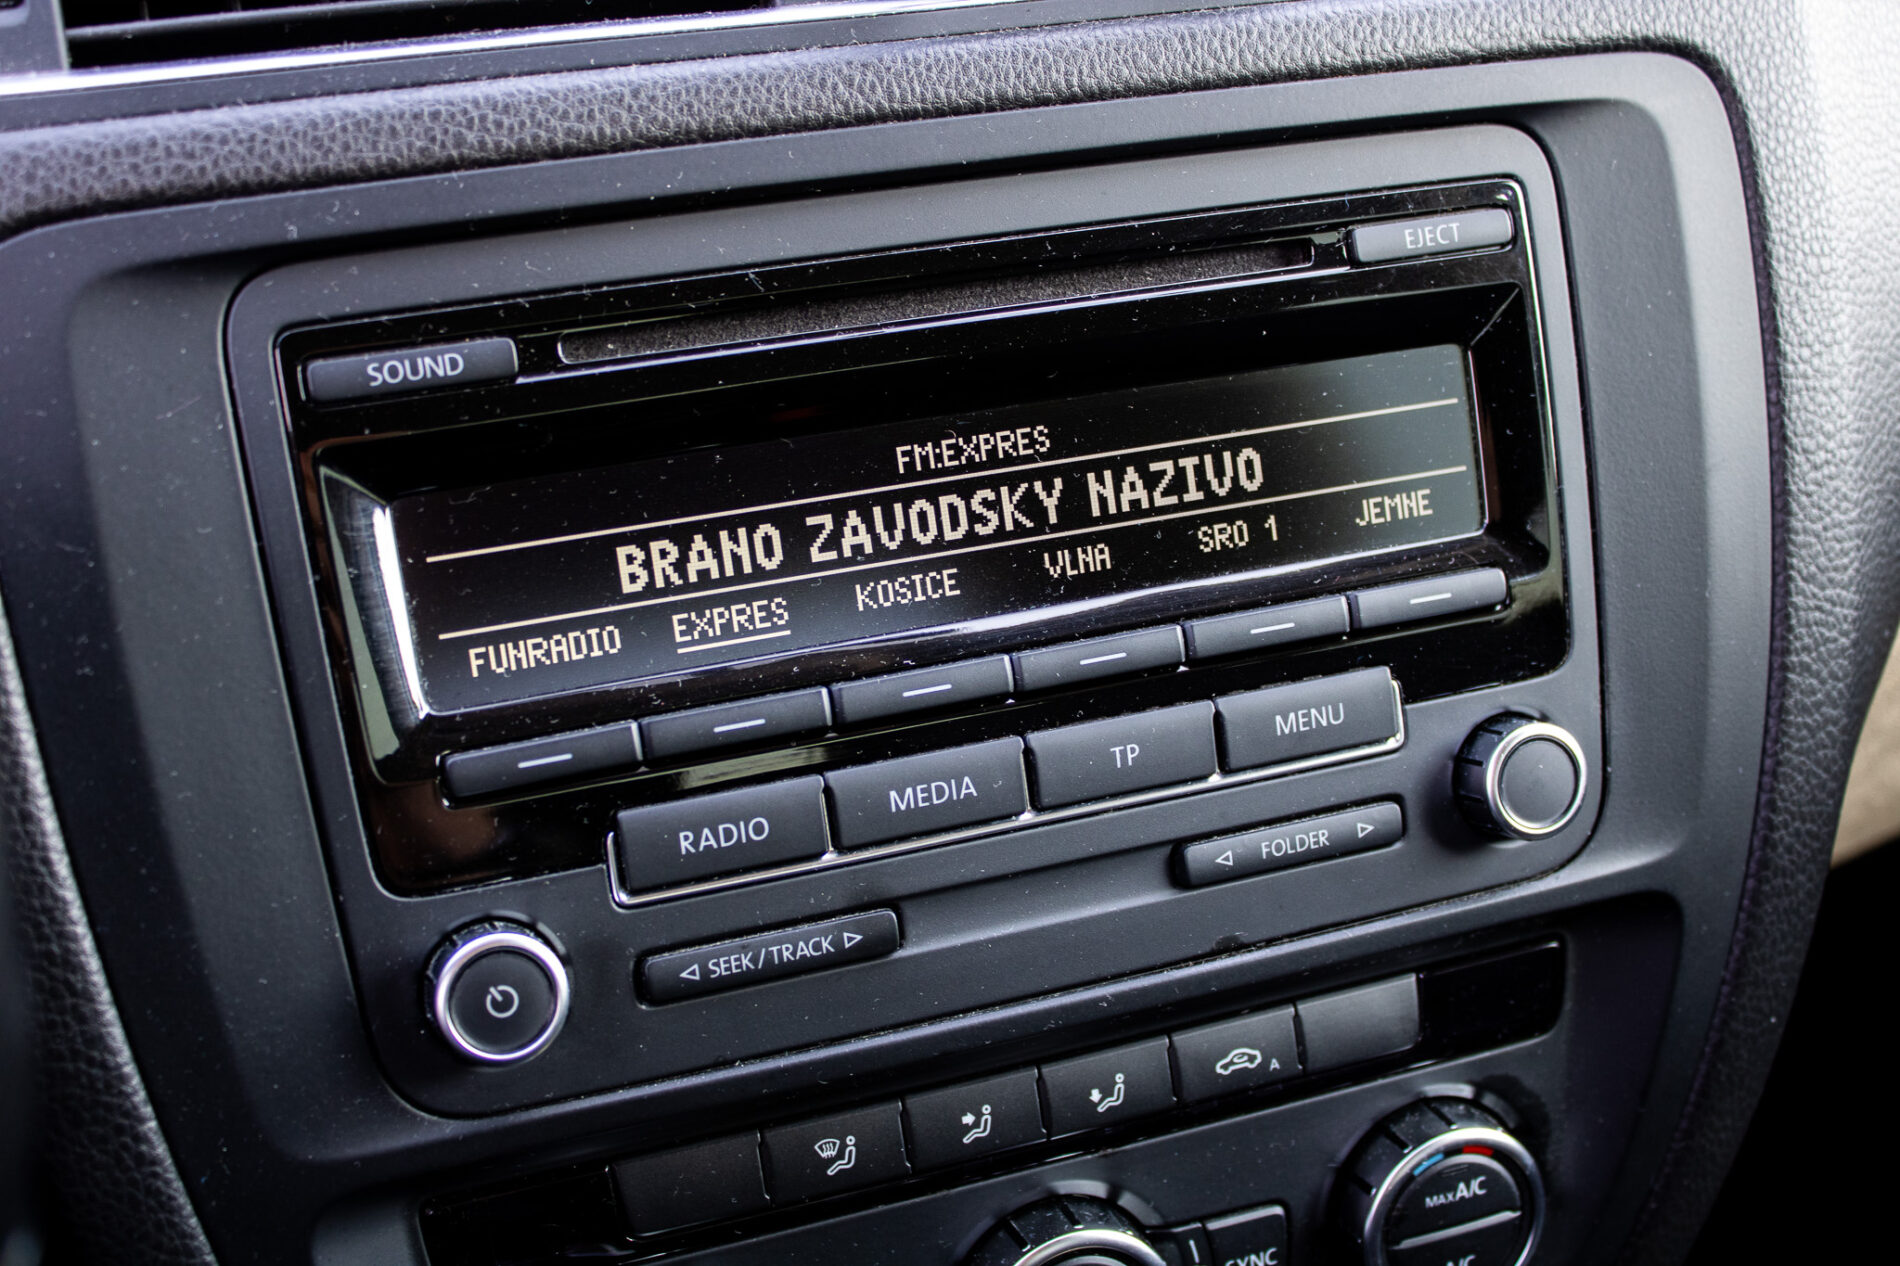 EJECT
SOUND
FM:EXPRES
BRANO ZAVODSKY NAZIVO
FUNRADIO EXPRES KOSICE VLNA SRO 1 JEMNE
RADIO MEDIA TP MENU
◁ FOLDER ▷
◁ SEEK / TRACK ▷
A
MAX A/C
SYNC
A/C